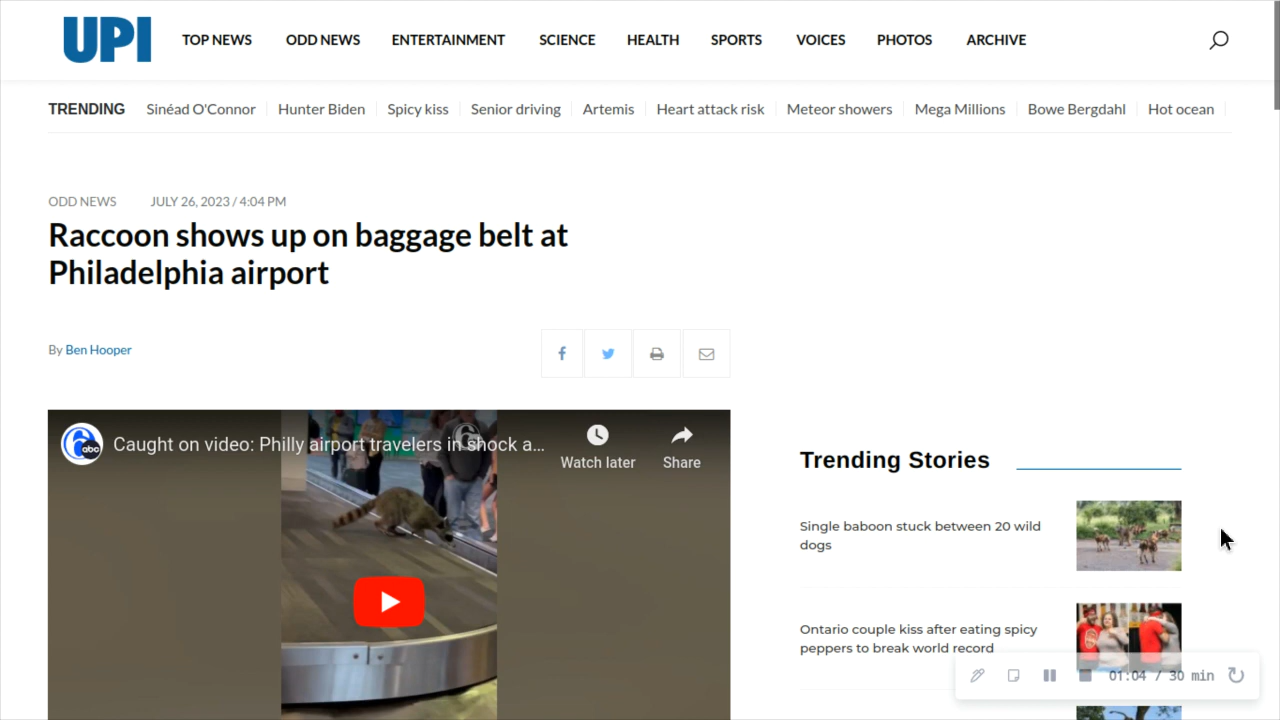 UPI
TOP NEWS ODD NEWS ENTERTAINMENT SCIENCE HEALTH SPORTS VOICES PHOTOS ARCHIVE
TRENDING Sinéad O'Connor Hunter Biden Spicy kiss Senior driving Artemis Heart attack risk Meteor showers Mega Millions Bowe Bergdahl Hot ocean
ODD NEWS JULY 26, 2023 / 4:04 PM
Raccoon shows up on baggage belt at
Philadelphia airport
By Ben Hooper
6 abc
Caught on video: Philly airport travelers in shock a...
Watch later
Share
Trending Stories
Single baboon stuck between 20 wild
dogs
Ontario couple kiss after eating spicy
peppers to break world record
01:04 / 30 min